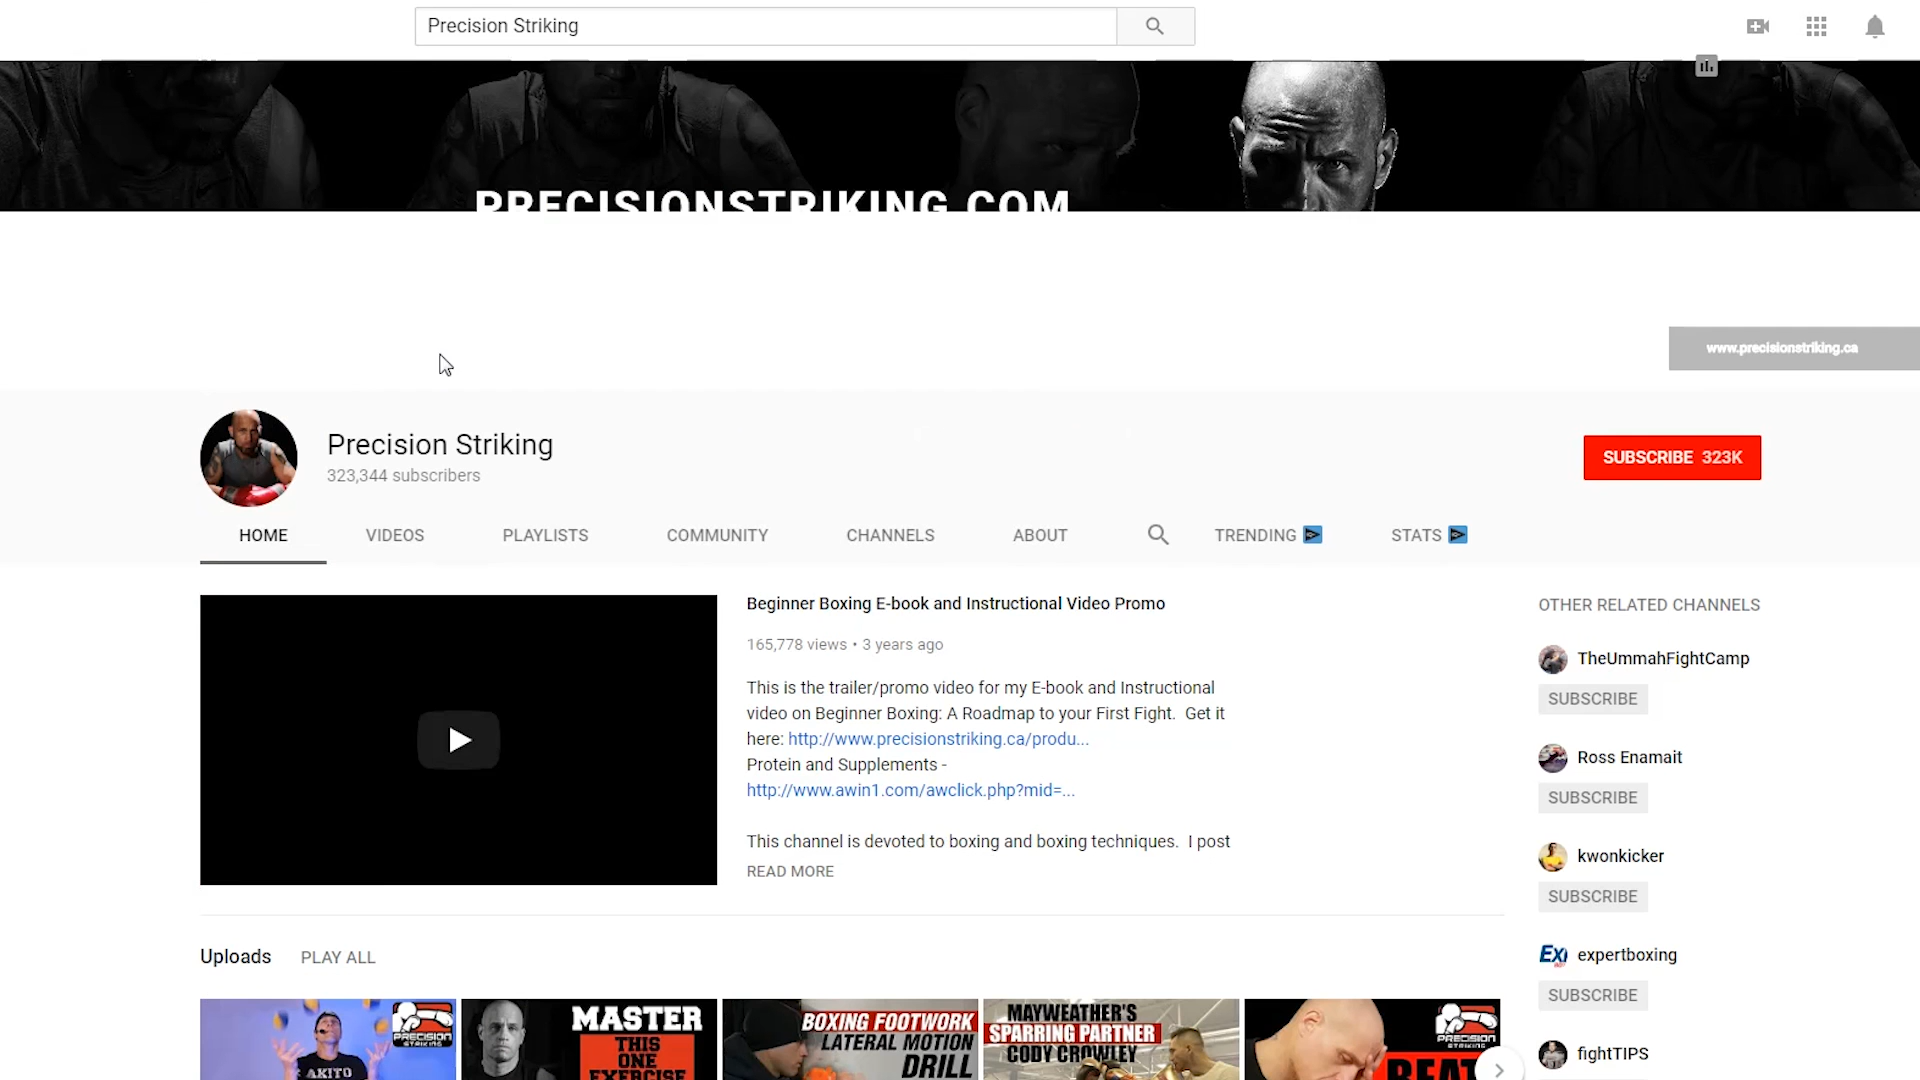 Precision Striking
PRECISIONSTRIKING.COM
www.precisionstriking.ca
Precision Striking
323,344 subscribers
SUBSCRIBE 323K
HOME VIDEOS PLAYLISTS COMMUNITY CHANNELS ABOUT TRENDING STATS
Beginner Boxing E-book and Instructional Video Promo
165,778 views • 3 years ago
This is the trailer/promo video for my E-book and Instructional
video on Beginner Boxing: A Roadmap to your First Fight. Get it
here: http://www.precisionstriking.ca/produ...
Protein and Supplements -
http://www.awin1.com/awclick.php?mid=...
This channel is devoted to boxing and boxing techniques. I post
READ MORE
OTHER RELATED CHANNELS
TheUmmahFightCamp
SUBSCRIBE
Ross Enamait
SUBSCRIBE
kwonkicker
SUBSCRIBE
EXP expertboxing
SUBSCRIBE
fightTIPS
Uploads PLAY ALL
PRECISION
STRIKING
AKITO
MASTER
THIS
ONE
EXERCISE
BOXING FOOTWORK
LATERAL MOTION
DRILL
MAYWEATHER'S
SPARRING PARTNER
CODY CROWLEY
PRECISION
STRIKING
BEAT